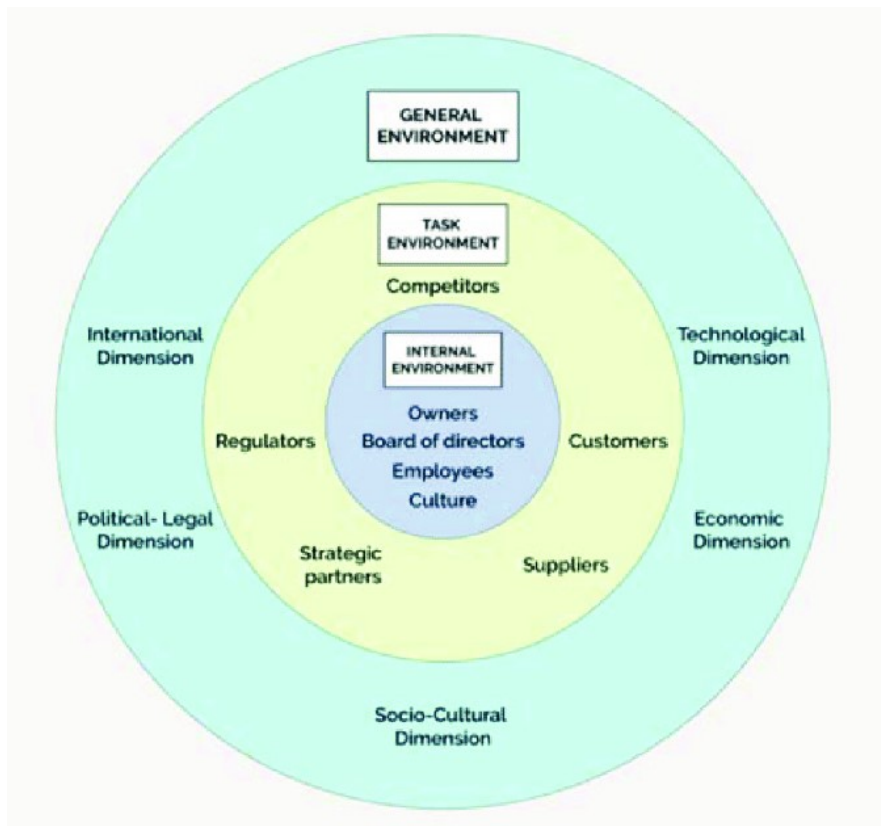 GENERAL
ENVIRONMENT
TASK
ENVIRONMENT
Competitors
International
Dimension
Technological
Dimension
INTERNAL
ENVIRONMENT
Owners
Board of directors
Employees
Culture
Regulators
Customers
Political- Legal
Dimension
Economic
Dimension
Strategic
partners
Suppliers
Socio-Cultural
Dimension